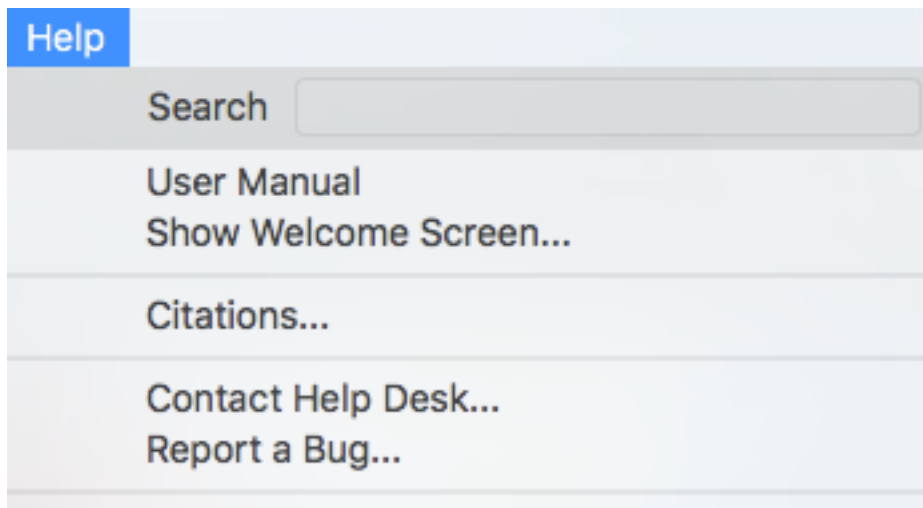 Help
Search
User Manual
Show Welcome Screen...
Citations...
Contact Help Desk...
Report a Bug...